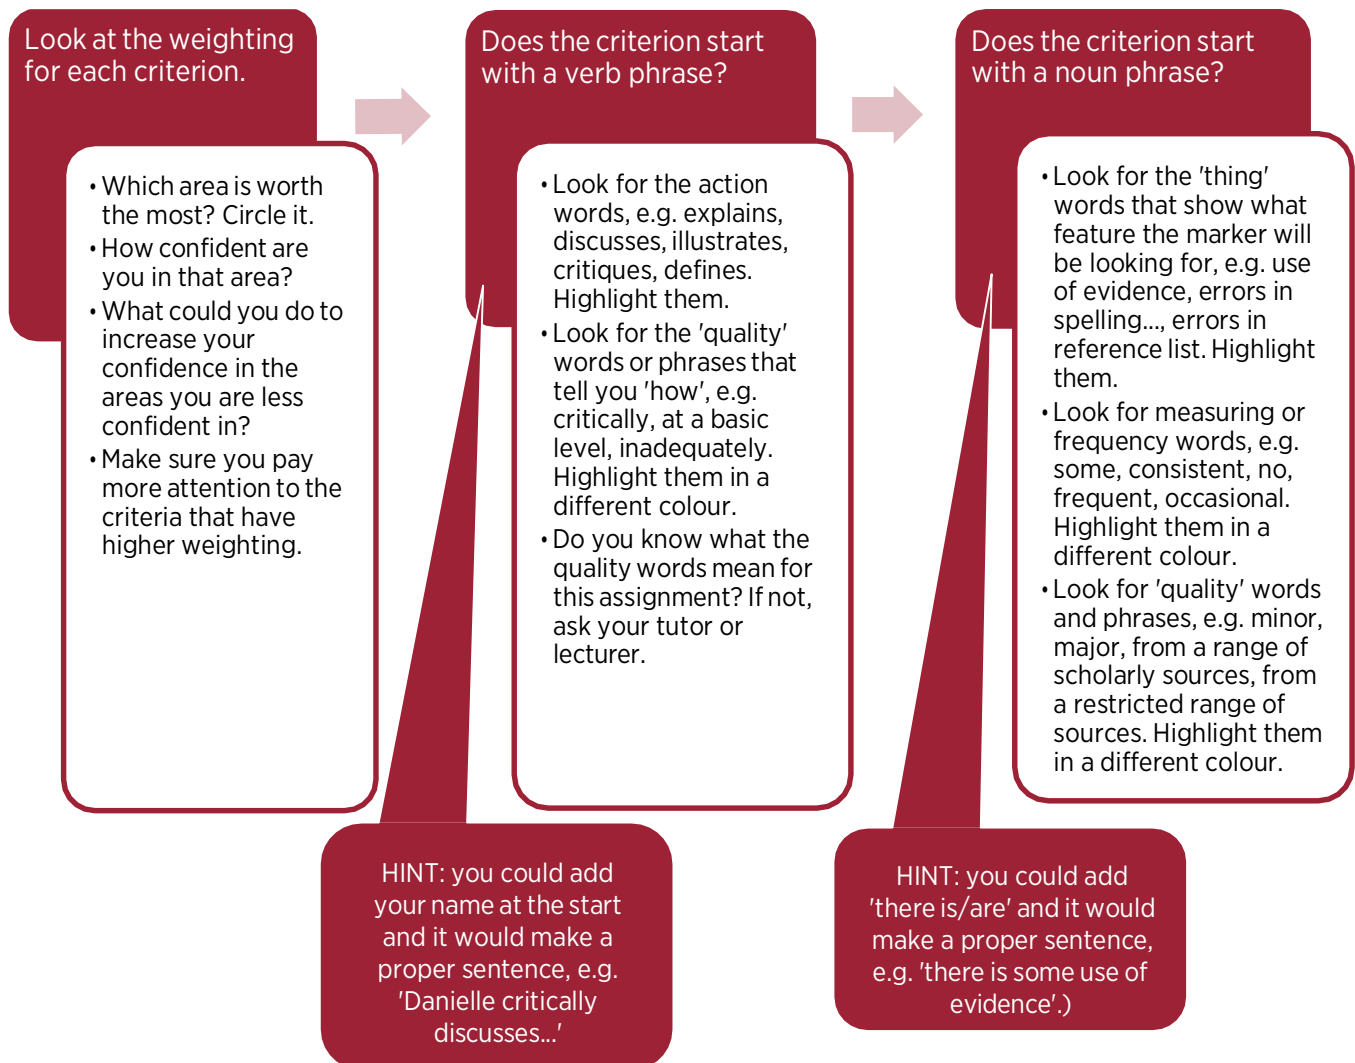 Look at the weighting
for each criterion.
• Which area is worth
the most? Circle it.
• How confident are
you in that area?
• What could you do to
increase your
confidence in the
areas you are less
confident in?
• Make sure you pay
more attention to the
criteria that have
higher weighting.
Does the criterion start
with a verb phrase?
• Look for the action
words, e.g. explains,
discusses, illustrates,
critiques, defines.
Highlight them.
• Look for the 'quality'
words or phrases that
tell you 'how', e.g.
critically, at a basic
level, inadequately.
Highlight them in a
different colour.
• Do you know what the
quality words mean for
this assignment? If not,
ask your tutor or
lecturer.
HINT: you could add
your name at the start
and it would make a
proper sentence, e.g.
'Danielle critically
discusses...'
Does the criterion start
with a noun phrase?
• Look for the 'thing'
words that show what
feature the marker will
be looking for, e.g. use
of evidence, errors in
spelling..., errors in
reference list. Highlight
them.
• Look for measuring or
frequency words, e.g.
some, consistent, no,
frequent, occasional.
Highlight them in a
different colour.
• Look for 'quality' words
and phrases, e.g. minor,
major, from a range of
scholarly sources, from
a restricted range of
sources. Highlight them
in a different colour.
HINT: you could add
'there is/are' and it would
make a proper sentence,
e.g. 'there is some use of
evidence'.)